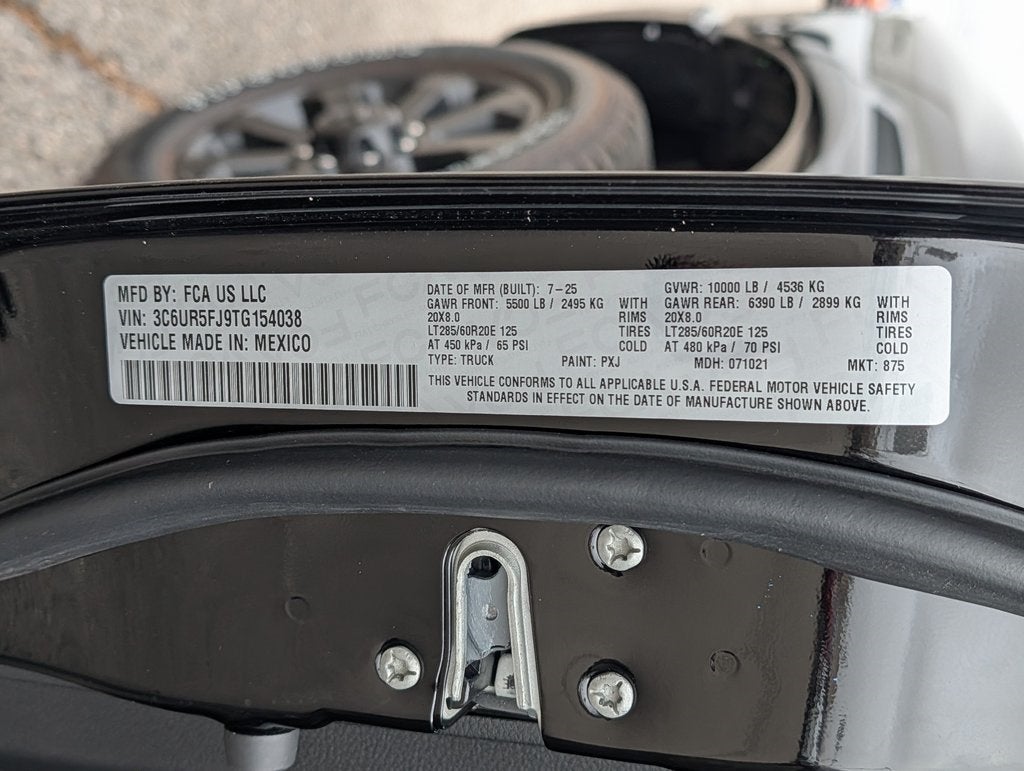 MFD BY: FCA US LLC
VIN: 3C6UR5FJ9TG154038
VEHICLE MADE IN: MEXICO
DATE OF MFR (BUILT): 7-25
GVWR: 10000 LB / 4536 KG
GAWR FRONT: 5500 LB / 2495 KG WITH
GAWR REAR: 6390 LB / 2899 KG WITH
20X8.0 RIMS
20X8.0 RIMS
LT285/60R20E 125 TIRES
LT285/60R20E 125 TIRES
AT 450 kPa / 65 PSI COLD
AT 480 kPa / 70 PSI COLD
TYPE: TRUCK PAINT: PXJ MDH: 071021 MKT: 875
THIS VEHICLE CONFORMS TO ALL APPLICABLE U.S.A. FEDERAL MOTOR VEHICLE SAFETY
STANDARDS IN EFFECT ON THE DATE OF MANUFACTURE SHOWN ABOVE.